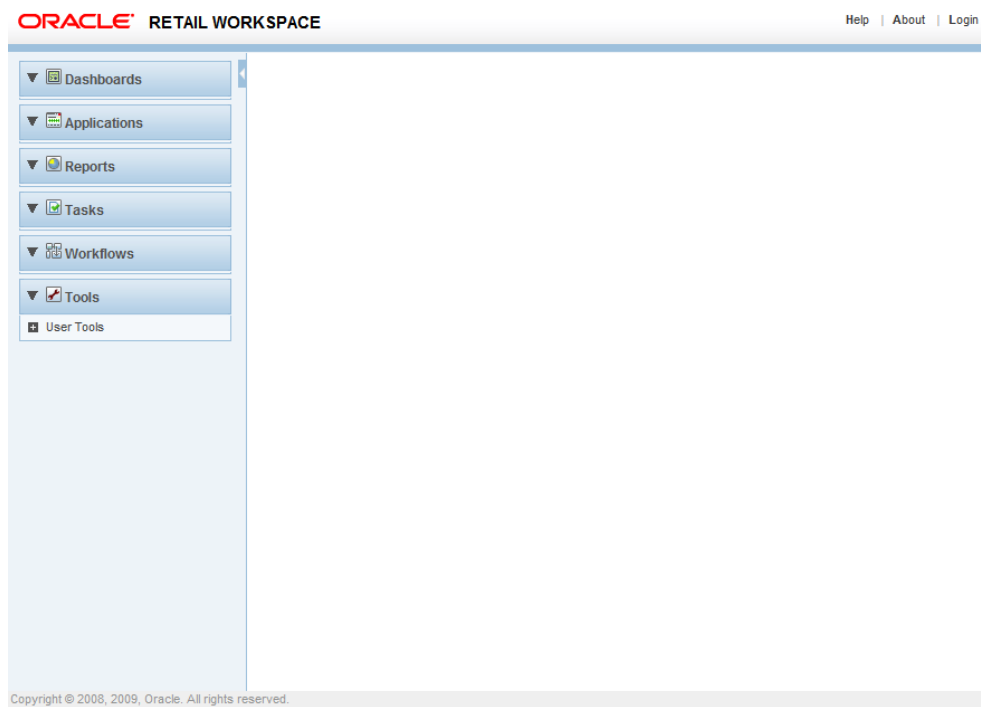 ORACLE RETAIL WORKSPACE
Help | About | Login
Dashboards
Applications
Reports
Tasks
Workflows
Tools
User Tools
Copyright © 2008, 2009, Oracle. All rights reserved.